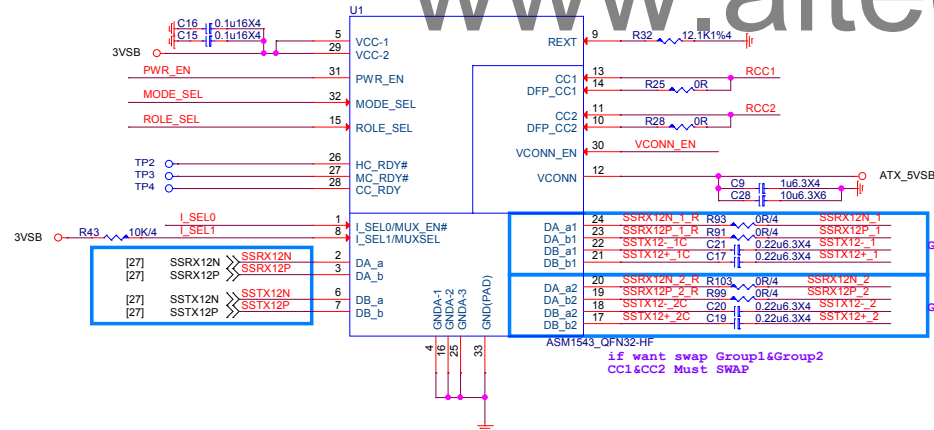 www.alte
U1
C16 0.1u16X4
C15 0.1u16X4
3VSB
5 VCC-1
29 VCC-2
PWR_EN 31 PWR_EN
MODE_SEL 32 MODE_SEL
ROLE_SEL 15 ROLE_SEL
TP2 26 HC_RDY#
TP3 27 MC_RDY#
TP4 28 CC_RDY
I_SEL0 1 I_SEL0/MUX_EN#
3VSB R43 10K/4 I_SEL1 8 I_SEL1/MUXSEL
[27] SSRX12N SSRX12N 2 DA_a
[27] SSRX12P SSRX12P 3 DA_b
[27] SSTX12N SSTX12N 6 DB_a
[27] SSTX12P SSTX12P 7 DB_b
REXT 9 R32 12.1K1%4
CC1 13 RCC1
DFP_CC1 14 R25 0R
CC2 11 RCC2
DFP_CC2 10 R28 0R
VCONN_EN 30 VCONN_EN
VCONN 12 ATX_5VSB
C9 1u6.3X4
C28 10u6.3X6
DA_a1 24 SSRX12N_1_R R93 0R/4 SSRX12N_1
DA_b1 23 SSRX12P_1_R R91 0R/4 SSRX12P_1
DB_a1 22 SSTX12-_1C C21 0.22u6.3X4 SSTX12-_1
DB_b1 21 SSTX12+_1C C17 0.22u6.3X4 SSTX12+_1
DA_a2 20 SSRX12N_2_R R103 0R/4 SSRX12N_2
DA_b2 19 SSRX12P_2_R R99 0R/4 SSRX12P_2
DB_a2 18 SSTX12-_2C C20 0.22u6.3X4 SSTX12-_2
DB_b2 17 SSTX12+_2C C19 0.22u6.3X4 SSTX12+_2
GNDA-1 GNDA-2 GNDA-3 GND(PAD)
4 16 25 33
ASM1543_QFN32-HF
if want swap Group1&Group2
CC1&CC2 Must SWAP